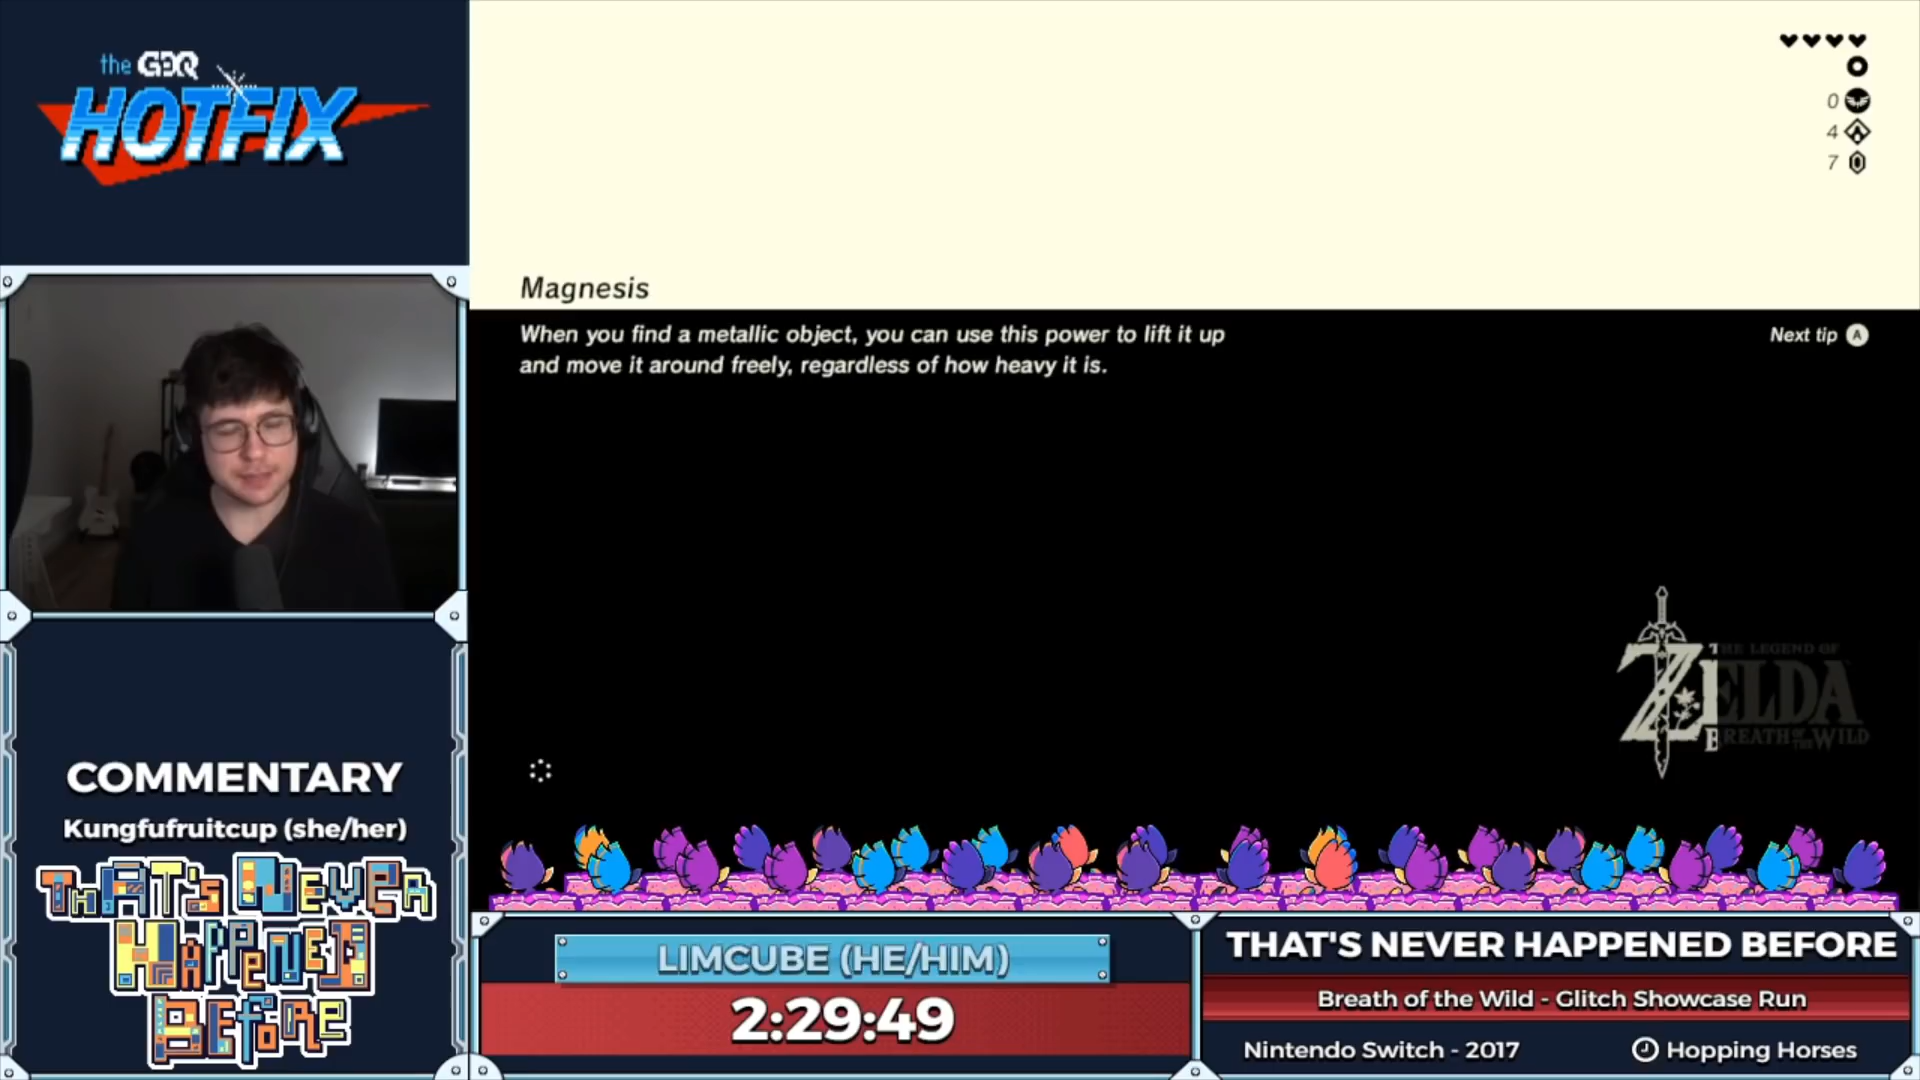 the GDQ
HOTFIX
0
4
7
Magnesis
When you find a metallic object, you can use this power to lift it up
and move it around freely, regardless of how heavy it is.
Next tip A
THE LEGEND OF
ZELDA
BREATH OF THE WILD
COMMENTARY
Kungfufruitcup (she/her)
THAT'S NEVER
HAPPENED
BEFORE
LIMCUBE (HE/HIM)
2:29:49
THAT'S NEVER HAPPENED BEFORE
Breath of the Wild - Glitch Showcase Run
Nintendo Switch - 2017
Hopping Horses